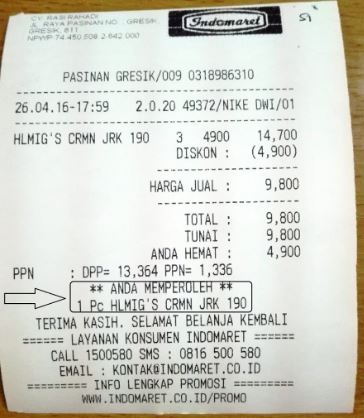 CV. RASI RAHADI
JL. RAYA PASINAN NO. GRESIK
GRESIK, 611
NPWP 74.450.508.2-642.000
Indomaret
PASINAN GRESIK/009 0318986310
26.04.16-17:59 2.0.20 49372/NIKE DWI/01
HLMIG'S CRMN JRK 190 3 4900 14,700
DISKON : (4,900)
HARGA JUAL : 9,800
TOTAL : 9,800
TUNAI : 9,800
ANDA HEMAT : 4,900
PPN : DPP= 13,364 PPN= 1,336
** ANDA MEMPEROLEH **
1 Pc HLMIG'S CRMN JRK 190
TERIMA KASIH. SELAMAT BELANJA KEMBALI
====== LAYANAN KONSUMEN INDOMARET ======
CALL 1500580 SMS : 0816 500 580
EMAIL : KONTAK@INDOMARET.CO.ID
========= INFO LENGKAP PROMOSI =========
WWW.INDOMARET.CO.ID/PROMO